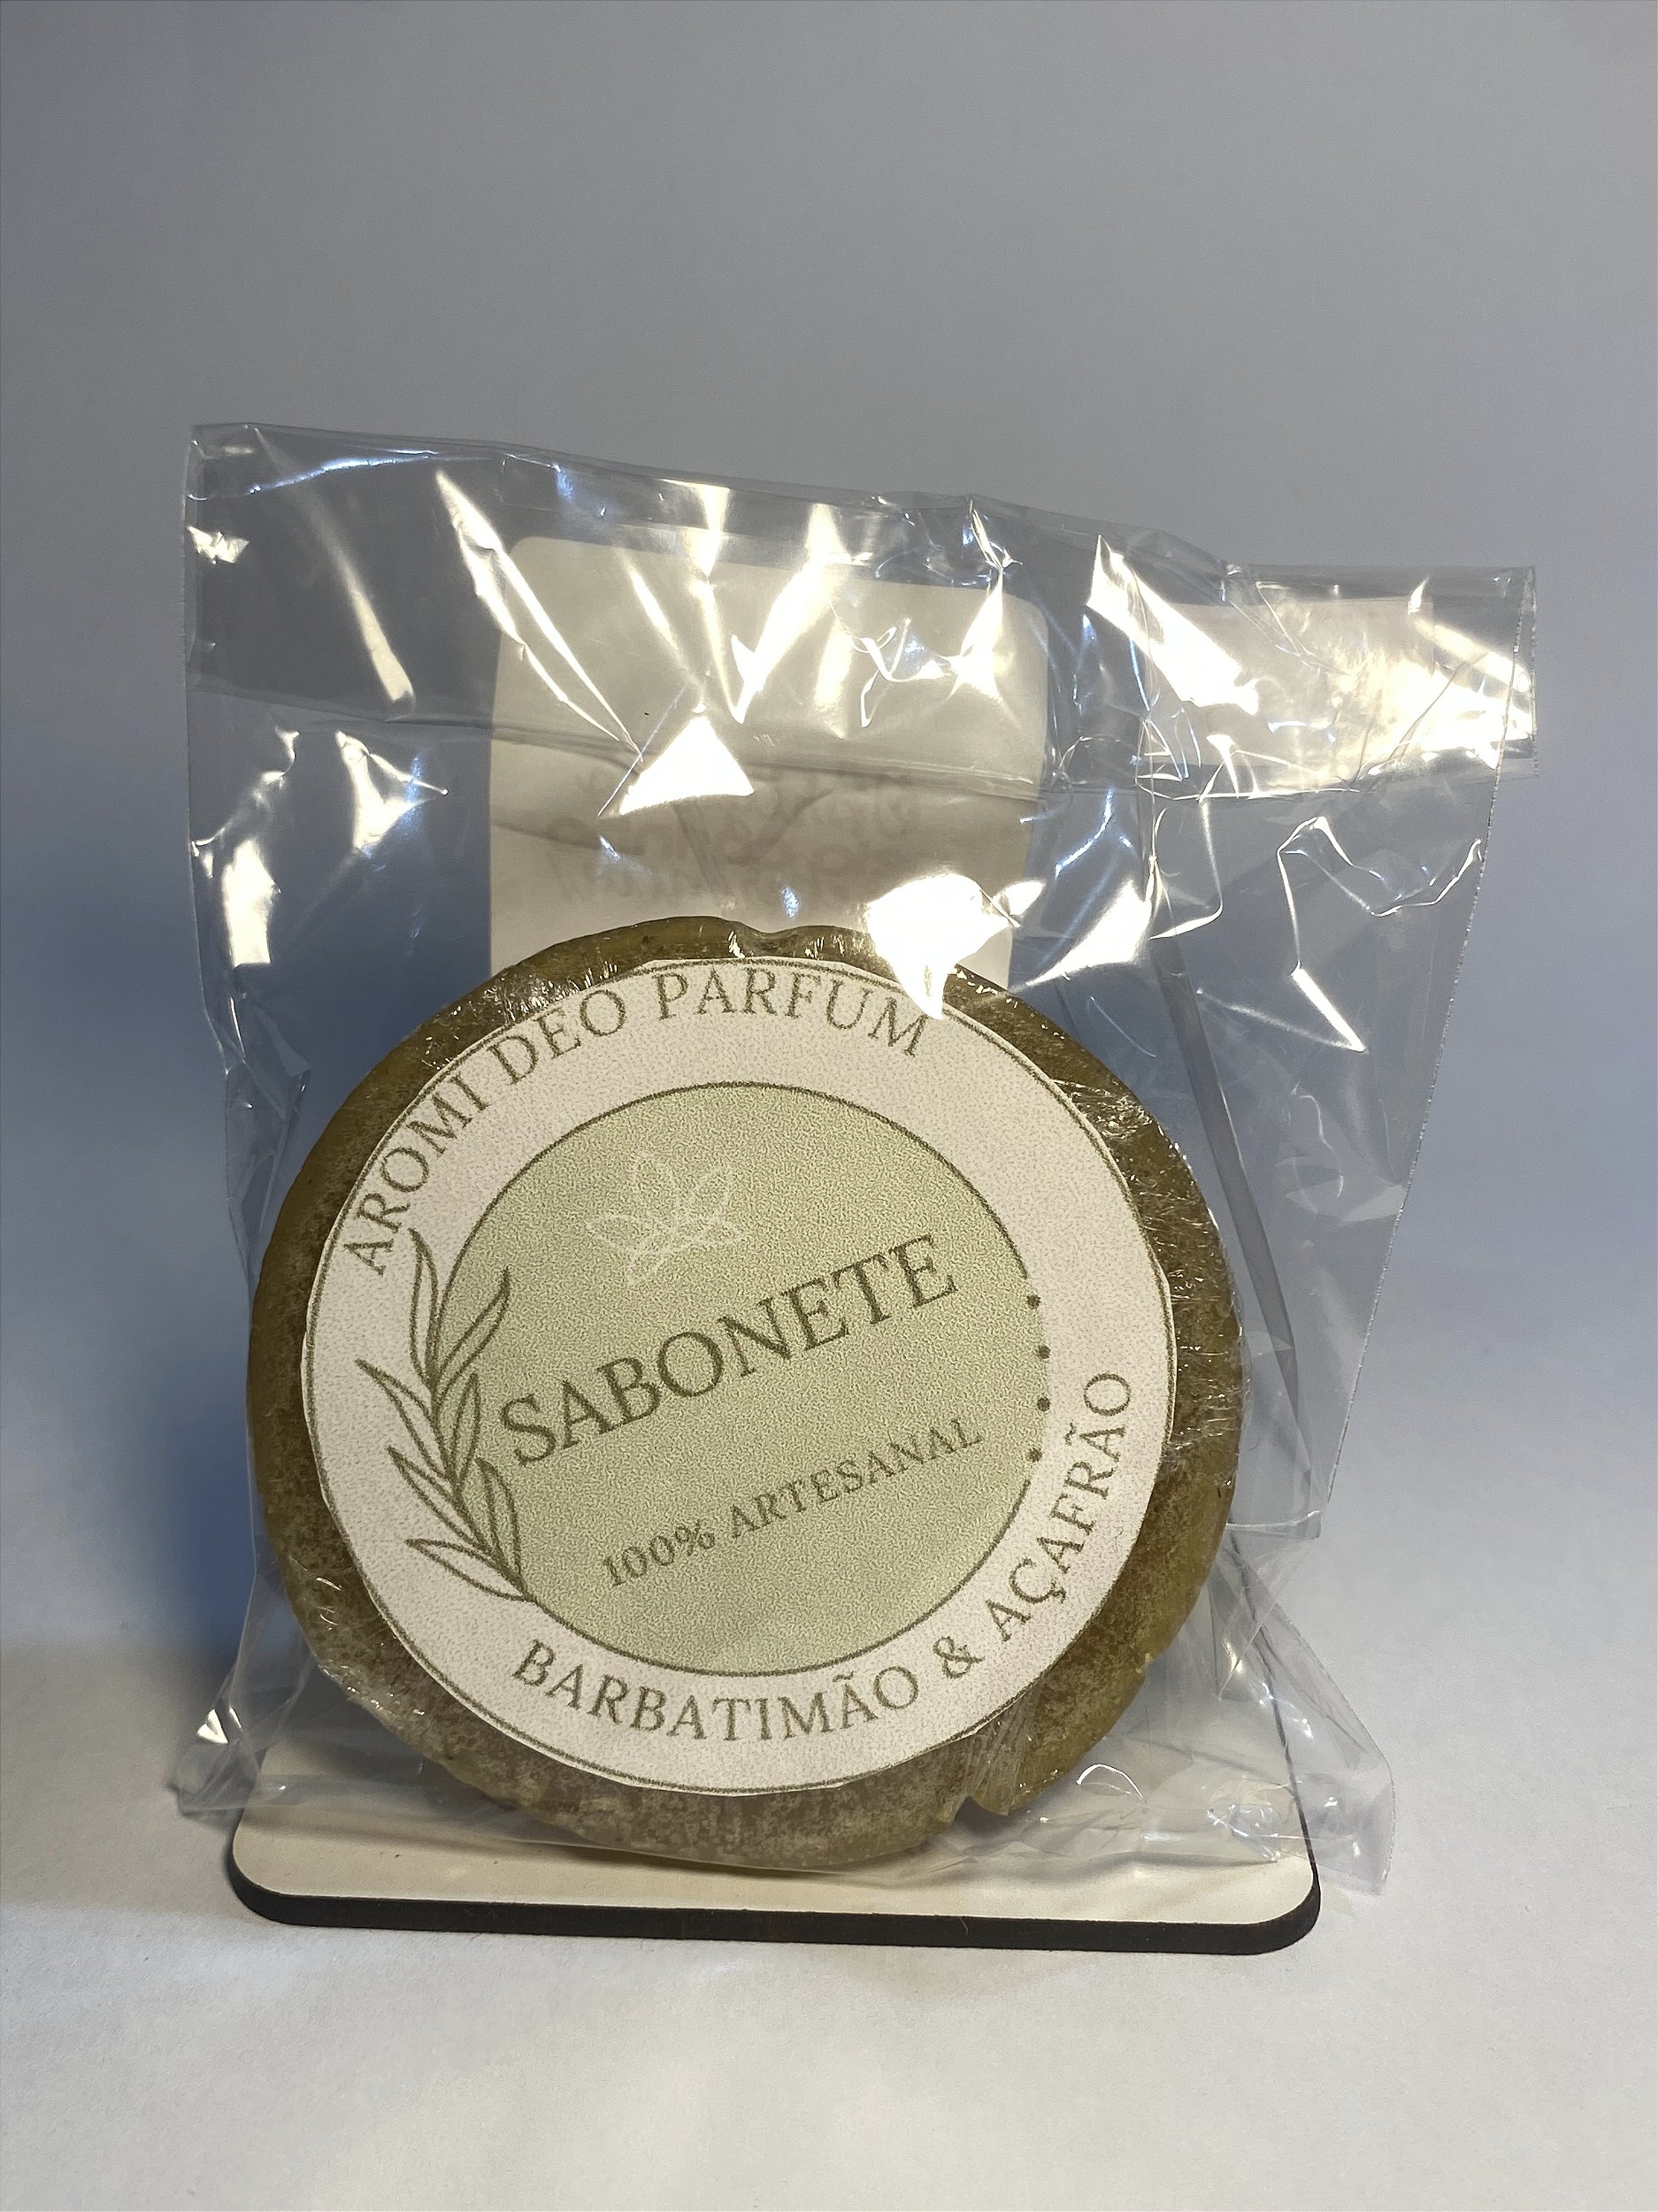 AROMI DEO PARFUM
SABONETE
100% ARTESANAL
BARBATIMÃO & AÇAFRÃO